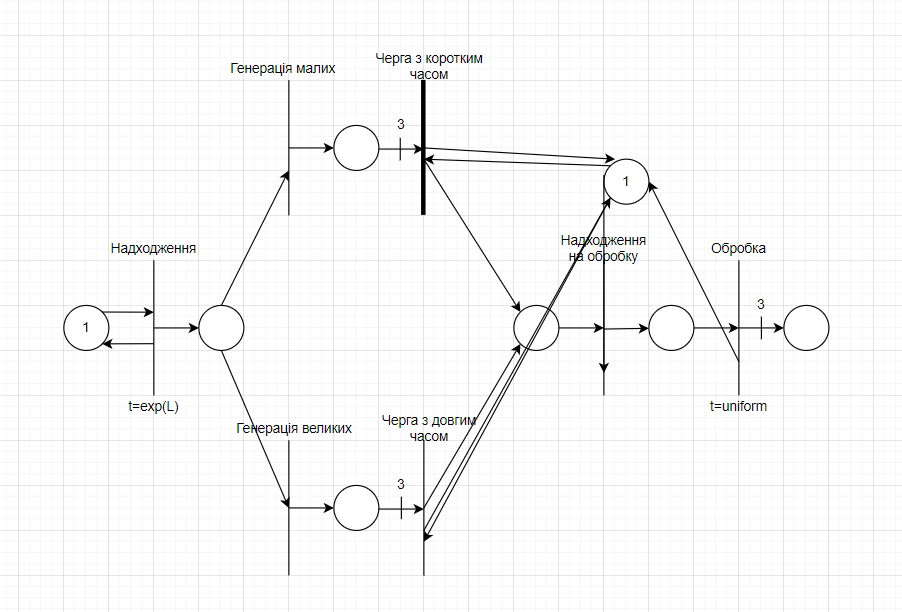 Генерація малих
Черга з коротким
часом
3
1
Надходження
на обробку
Обробка
3
Надходження
1
t=exp(L)
t=uniform
Генерація великих
Черга з довгим
часом
3